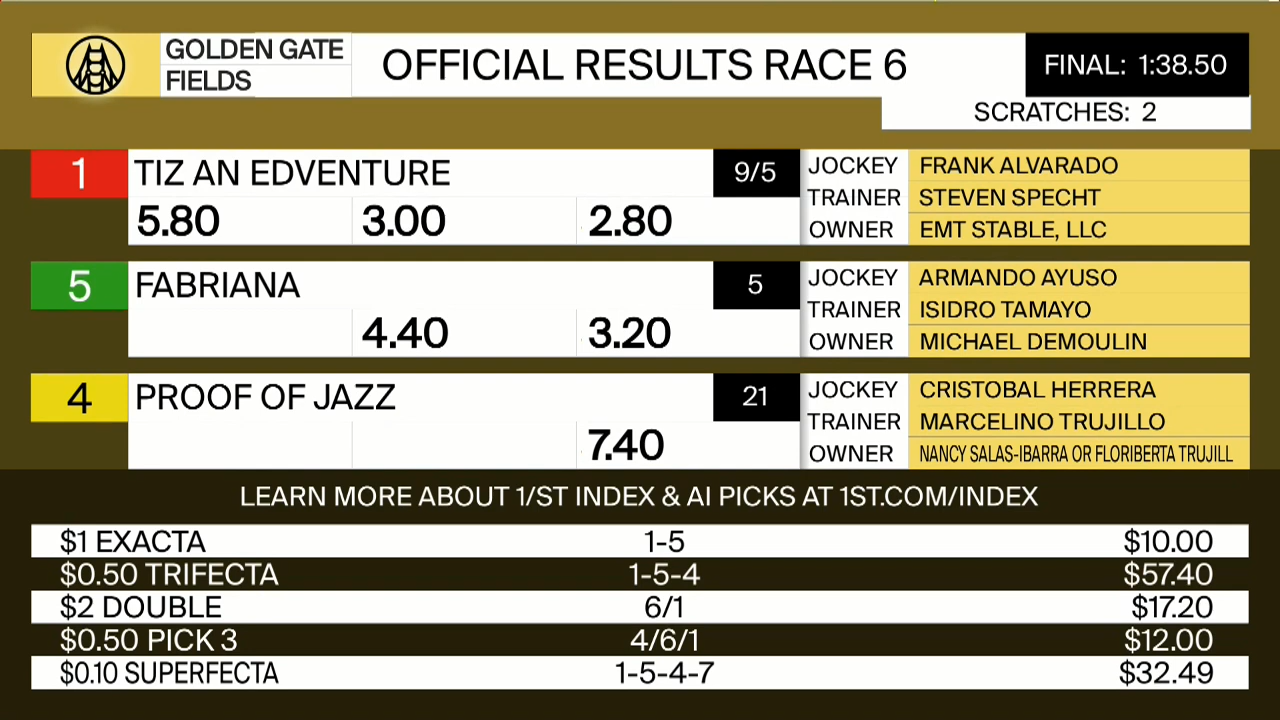 GOLDEN GATE
FIELDS
OFFICIAL RESULTS RACE 6
FINAL: 1:38.50
SCRATCHES: 2
1 TIZ AN EDVENTURE 9/5
5.80 3.00 2.80
JOCKEY FRANK ALVARADO
TRAINER STEVEN SPECHT
OWNER EMT STABLE, LLC
5 FABRIANA 5
4.40 3.20
JOCKEY ARMANDO AYUSO
TRAINER ISIDRO TAMAYO
OWNER MICHAEL DEMOULIN
4 PROOF OF JAZZ 21
7.40
JOCKEY CRISTOBAL HERRERA
TRAINER MARCELINO TRUJILLO
OWNER NANCY SALAS-IBARRA OR FLORIBERTA TRUJILL
LEARN MORE ABOUT 1/ST INDEX & AI PICKS AT 1ST.COM/INDEX
$1 EXACTA 1-5 $10.00
$0.50 TRIFECTA 1-5-4 $57.40
$2 DOUBLE 6/1 $17.20
$0.50 PICK 3 4/6/1 $12.00
$0.10 SUPERFECTA 1-5-4-7 $32.49